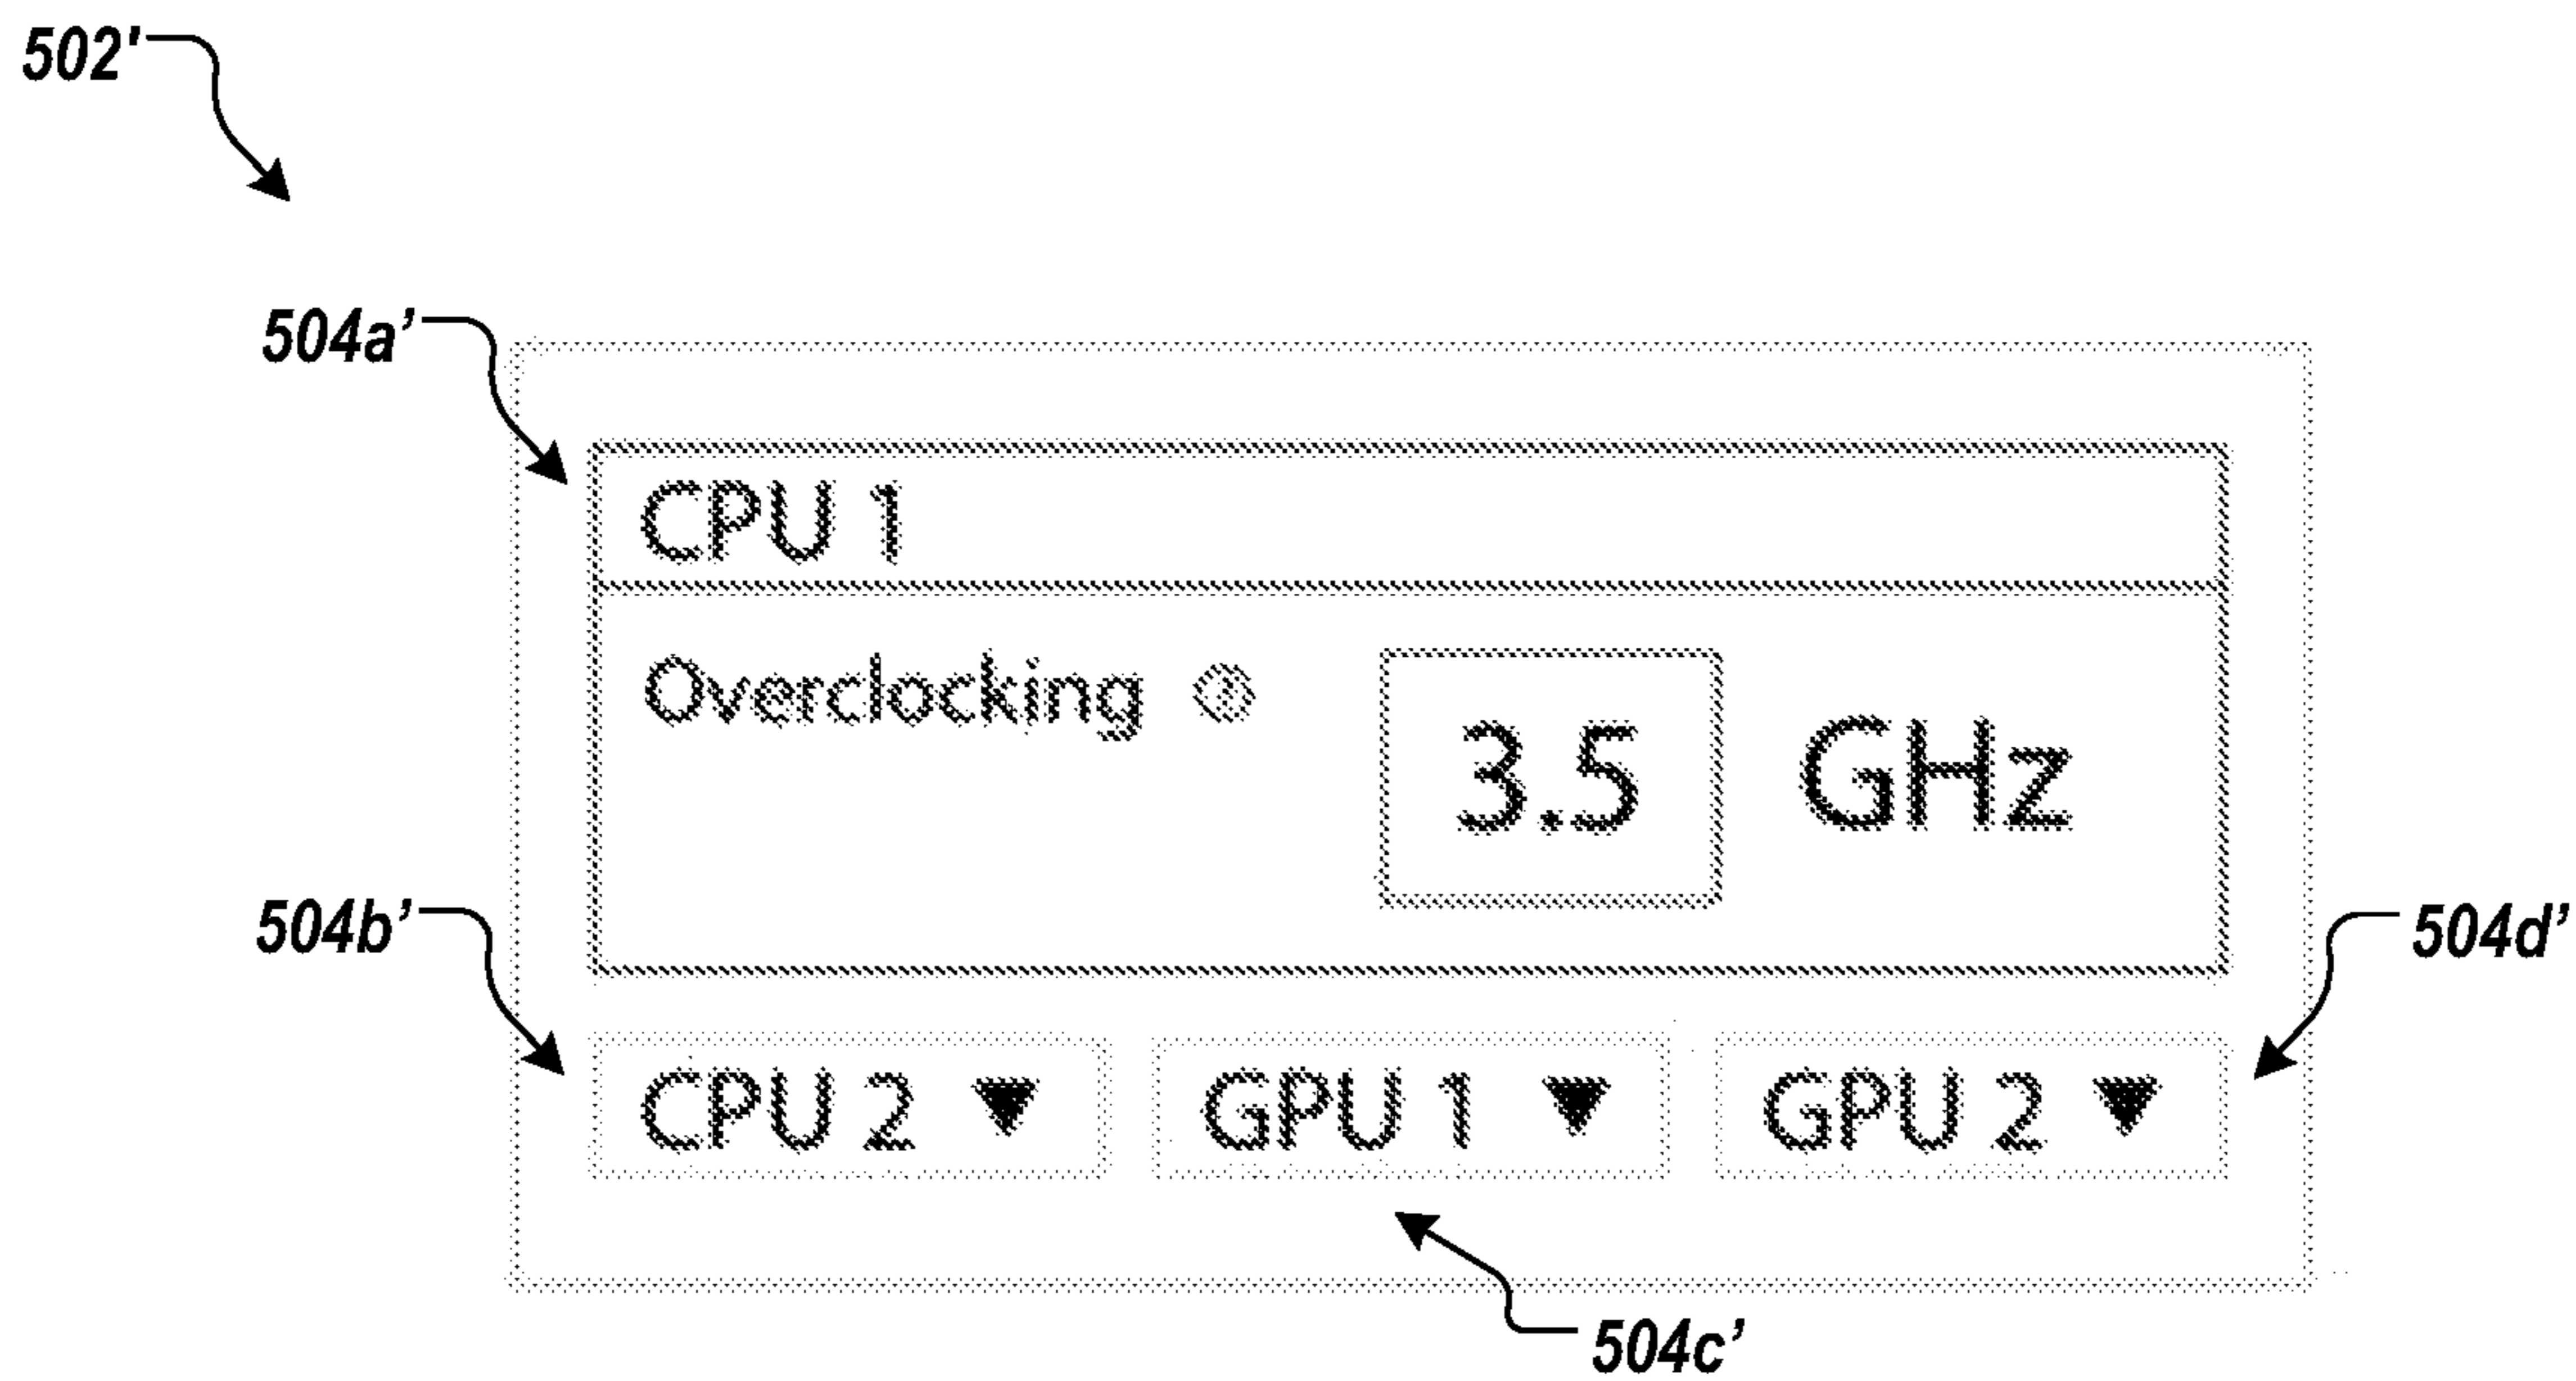 502'
504a’
CPU 1
Overclocking
3.5 GHz
504b’
504d’
CPU 2 ▼ GPU 1 ▼ GPU 2 ▼
504c’